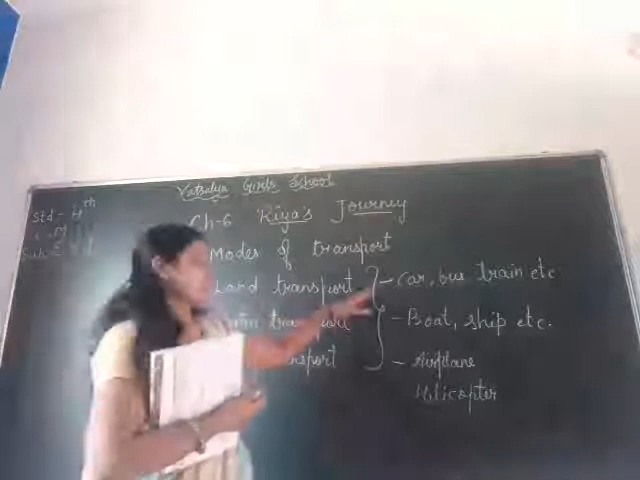 Vatsalya Girls School
Std - 4th
Ch-6 Riya's Journey
Modes of transport
Land transport - Car, bus train etc
transport - Boat, ship etc.
- Airplane
Helicopter